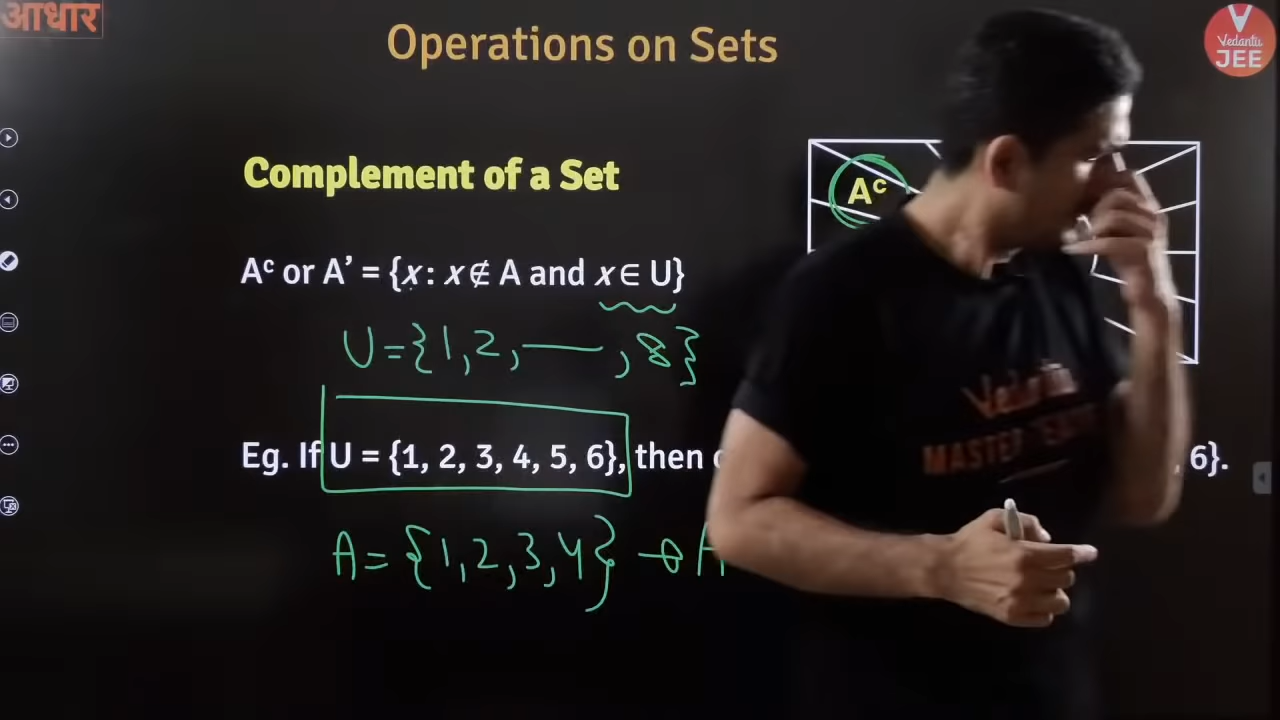 आधार
Operations on Sets
Vedantu
JEE
Complement of a Set
Aᶜ
Aᶜ or A’ = {x : x ∉ A and x ∈ U}
U = {1, 2, —, 8}
Eg. If U = {1, 2, 3, 4, 5, 6}, then , 6}.
A = {1, 2, 3, 4} → A
Vedantu
MASTER